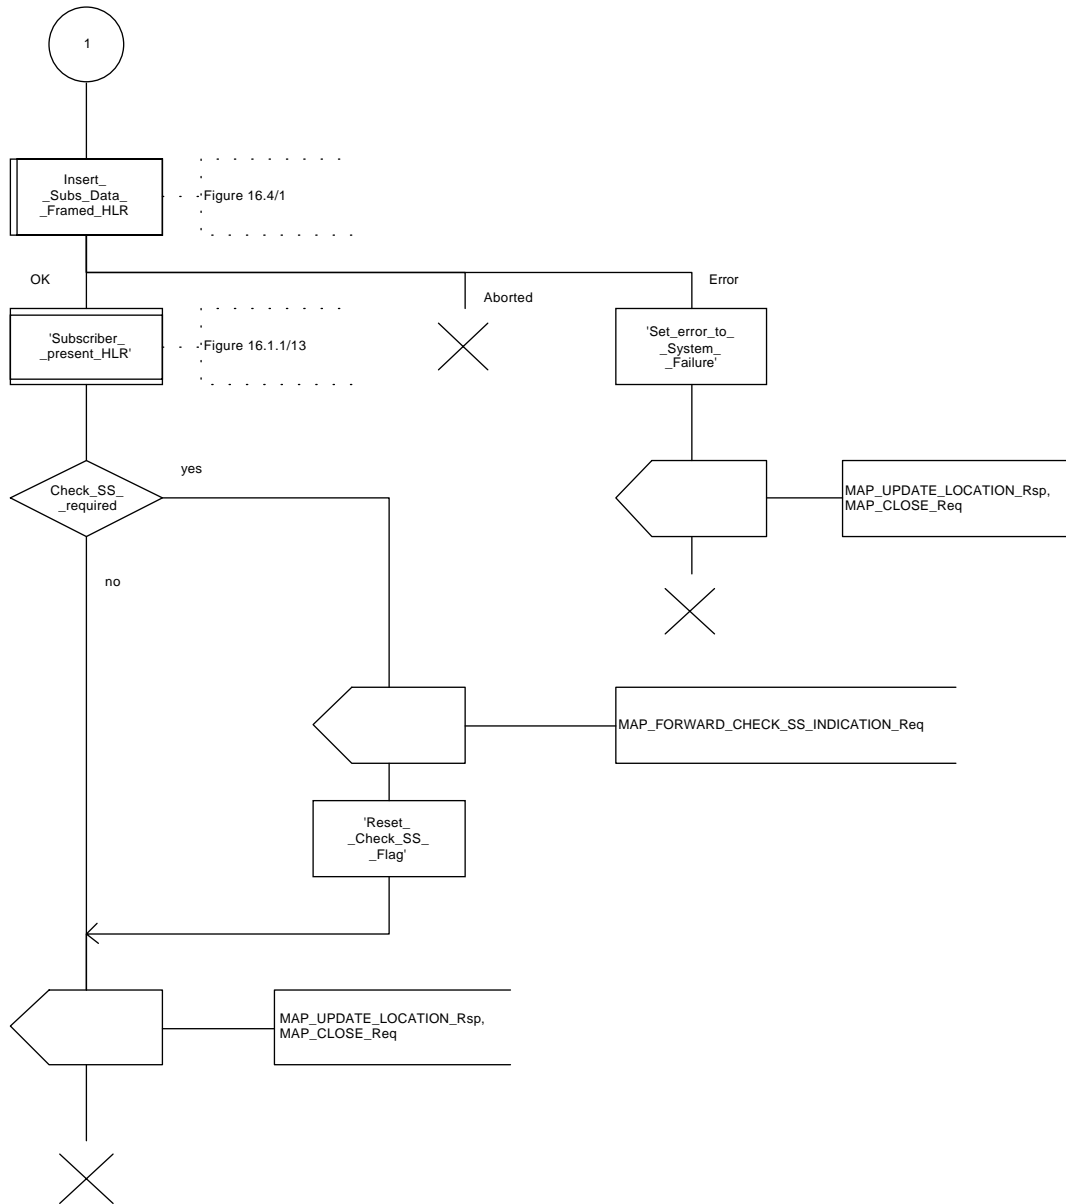 1
Insert_
_Subs_Data_
_Framed_HLR
Figure 16.4/1
OK
Aborted
Error
'Subscriber_
_present_HLR'
Figure 16.1.1/13
'Set_error_to_
_System_
_Failure'
yes
Check_SS_
_required
MAP_UPDATE_LOCATION_Rsp,
MAP_CLOSE_Req
no
MAP_FORWARD_CHECK_SS_INDICATION_Req
'Reset_
_Check_SS_
_Flag'
MAP_UPDATE_LOCATION_Rsp,
MAP_CLOSE_Req